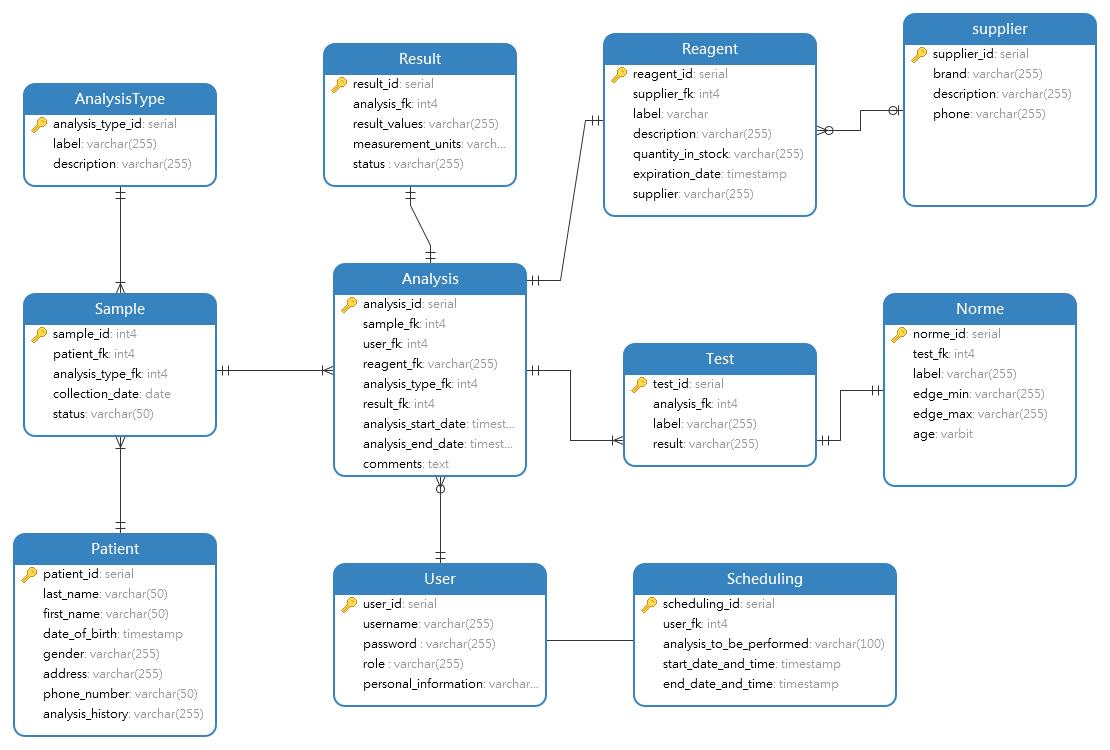 AnalysisType
analysis_type_id: serial
label: varchar(255)
description: varchar(255)
Result
result_id: serial
analysis_fk: int4
result_values: varchar(255)
measurement_units: varch...
status : varchar(255)
Reagent
reagent_id: serial
supplier_fk: int4
label: varchar
description: varchar(255)
quantity_in_stock: varchar(255)
expiration_date: timestamp
supplier: varchar(255)
supplier
supplier_id: serial
brand: varchar(255)
description: varchar(255)
phone: varchar(255)
Sample
sample_id: int4
patient_fk: int4
analysis_type_fk: int4
collection_date: date
status: varchar(50)
Analysis
analysis_id: serial
sample_fk: int4
user_fk: int4
reagent_fk: varchar(255)
analysis_type_fk: int4
result_fk: int4
analysis_start_date: timest...
analysis_end_date: timest...
comments: text
Test
test_id: serial
analysis_fk: int4
label: varchar(255)
result: varchar(255)
Norme
norme_id: serial
test_fk: int4
label: varchar(255)
edge_min: varchar(255)
edge_max: varchar(255)
age: varbit
Patient
patient_id: serial
last_name: varchar(50)
first_name: varchar(50)
date_of_birth: timestamp
gender: varchar(255)
address: varchar(255)
phone_number: varchar(50)
analysis_history: varchar(255)
User
user_id: serial
username: varchar(255)
password : varchar(255)
role : varchar(255)
personal_information: varchar...
Scheduling
scheduling_id: serial
user_fk: int4
analysis_to_be_performed: varchar(100)
start_date_and_time: timestamp
end_date_and_time: timestamp